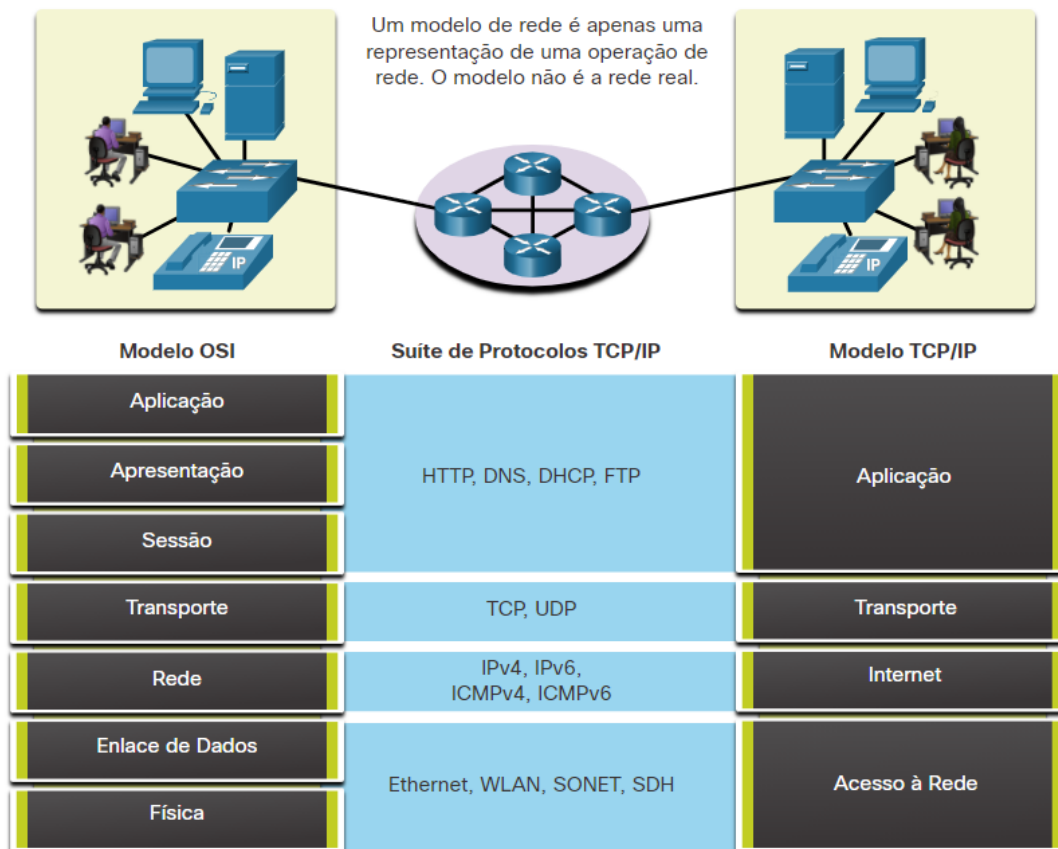 Um modelo de rede é apenas uma
representação de uma operação de
rede. O modelo não é a rede real.
IP
IP
Modelo OSI
Suíte de Protocolos TCP/IP
Modelo TCP/IP
Aplicação
Apresentação
Sessão
HTTP, DNS, DHCP, FTP
Aplicação
Transporte
TCP, UDP
Transporte
Rede
IPv4, IPv6,
ICMPv4, ICMPv6
Internet
Enlace de Dados
Física
Ethernet, WLAN, SONET, SDH
Acesso à Rede